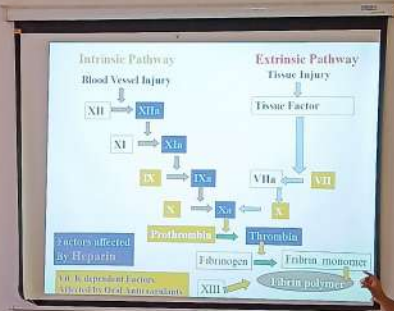 Intrinsic Pathway
Extrinsic Pathway
Blood Vessel Injury
Tissue Injury
XII
XIIa
Tissue Factor
XI
XIa
IX
IXa
VIIa
VII
X
Xa
X
Prothrombin
Thrombin
Factors affected
By Heparin
Fibrinogen
Fribrin monomer
Vit. K dependent Factors
Affected by Oral Anticoagulants
XIII
Fibrin polymer